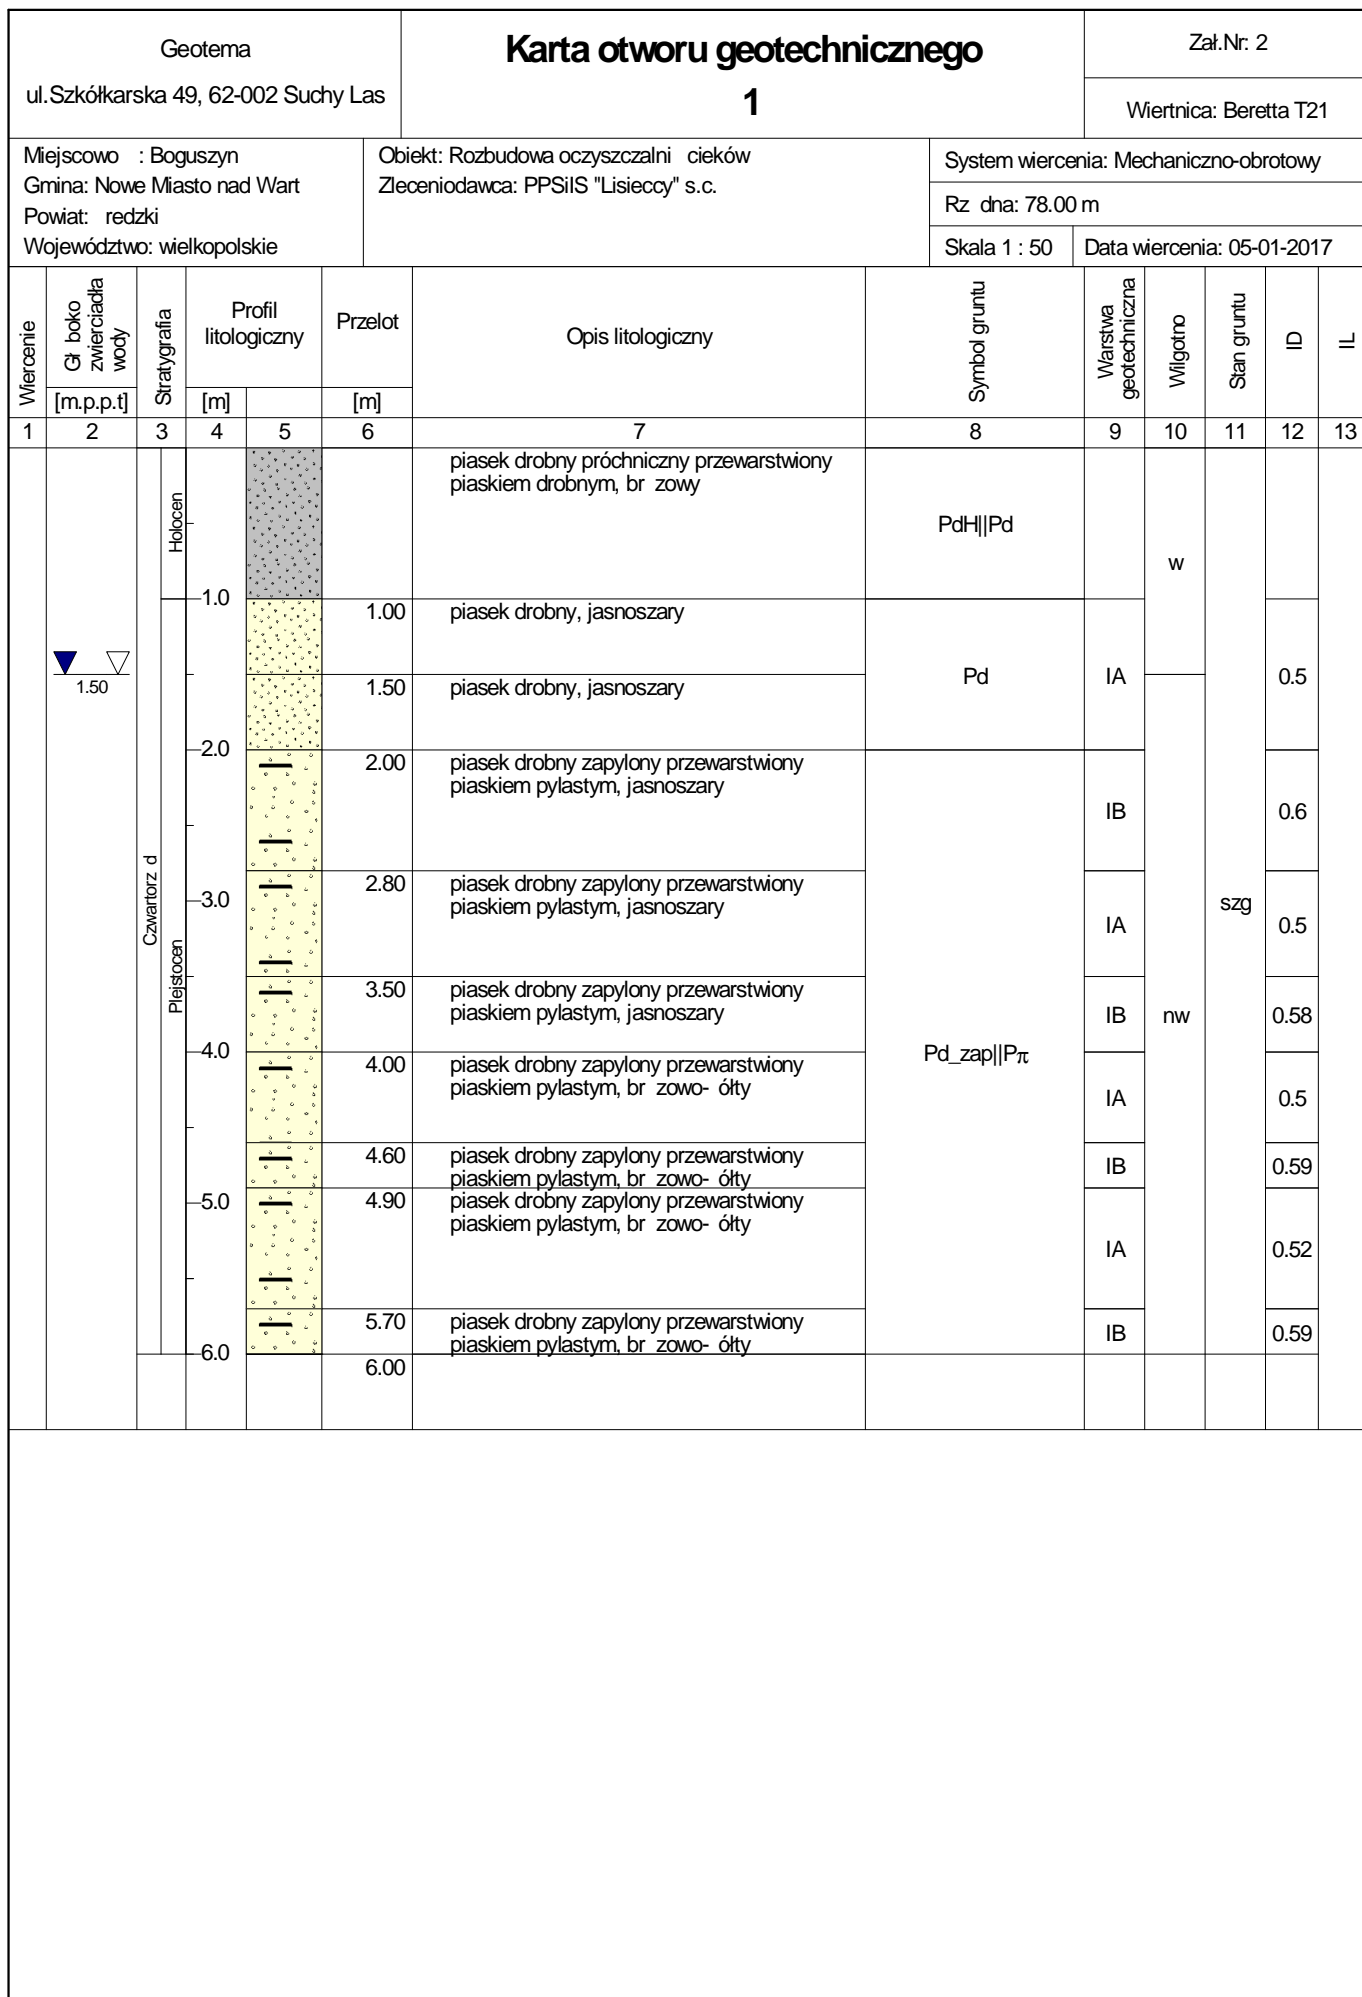 Geotema
ul.Szkółkarska 49, 62-002 Suchy Las
Karta otworu geotechnicznego
1
Zał.Nr: 2
Wiertnica: Beretta T21
Miejscowo : Boguszyn
Gmina: Nowe Miasto nad Wart
Powiat: redzki
Województwo: wielkopolskie
Obiekt: Rozbudowa oczyszczalni cieków
Zleceniodawca: PPSiIS "Lisieccy" s.c.
System wiercenia: Mechaniczno-obrotowy
Rz dna: 78.00 m
Skala 1 : 50
Data wiercenia: 05-01-2017
Wiercenie
Gł boko
zwierciadła
wody
[m.p.p.t]
Stratygrafia
Profil
litologiczny
[m]
Przelot
[m]
Opis litologiczny
Symbol gruntu
Warstwa
geotechniczna
Wilgotno
Stan gruntu
ID
IL
1 2 3 4 5 6 7 8 9 10 11 12 13
Holocen
piasek drobny próchniczny przewarstwiony
piaskiem drobnym, br zowy
PdH||Pd
w
1.0
1.00
piasek drobny, jasnoszary
1.50
1.50
piasek drobny, jasnoszary
Pd
IA
0.5
2.0
2.00
piasek drobny zapylony przewarstwiony
piaskiem pylastym, jasnoszary
IB
0.6
Czwartorz d
Plejstocen
2.80
piasek drobny zapylony przewarstwiony
piaskiem pylastym, jasnoszary
3.0
IA
szg
0.5
3.50
piasek drobny zapylony przewarstwiony
piaskiem pylastym, jasnoszary
IB
nw
0.58
4.0
4.00
piasek drobny zapylony przewarstwiony
piaskiem pylastym, br zowo- ółty
Pd_zap||Pπ
IA
0.5
4.60
piasek drobny zapylony przewarstwiony
piaskiem pylastym, br zowo- ółty
IB
0.59
5.0
4.90
piasek drobny zapylony przewarstwiony
piaskiem pylastym, br zowo- ółty
IA
0.52
5.70
piasek drobny zapylony przewarstwiony
piaskiem pylastym, br zowo- ółty
IB
0.59
6.0
6.00